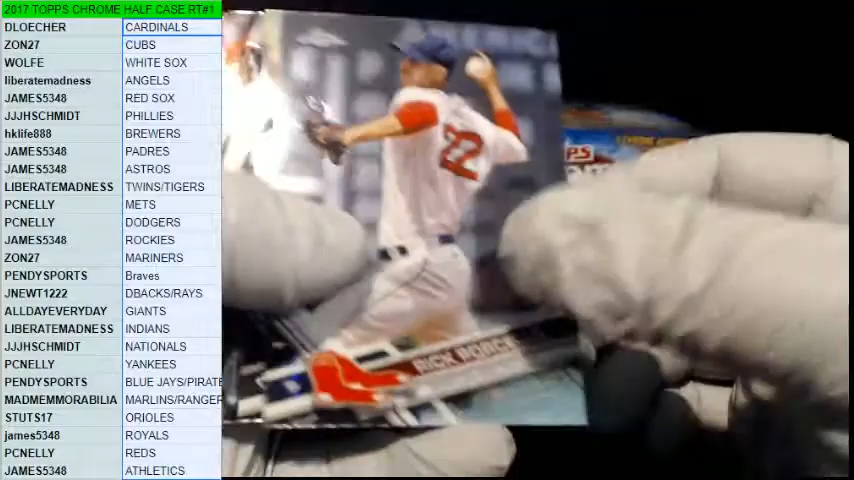 2017 TOPPS CHROME HALF CASE RT#1
DLOECHER CARDINALS
ZON27 CUBS
WOLFE WHITE SOX
liberatemadness ANGELS
JAMES5348 RED SOX
JJJHSCHMIDT PHILLIES
hklife888 BREWERS
JAMES5348 PADRES
JAMES5348 ASTROS
LIBERATEMADNESS TWINS/TIGERS
PCNELLY METS
PCNELLY DODGERS
JAMES5348 ROCKIES
ZON27 MARINERS
PENDYSPORTS Braves
JNEWT1222 DBACKS/RAYS
ALLDAYEVERYDAY GIANTS
LIBERATEMADNESS INDIANS
JJJHSCHMIDT NATIONALS
PCNELLY YANKEES
PENDYSPORTS BLUE JAYS/PIRATE
MADMEMMORABILIA MARLINS/RANGER
STUTS17 ORIOLES
james5348 ROYALS
PCNELLY REDS
JAMES5348 ATHLETICS
22
RICK